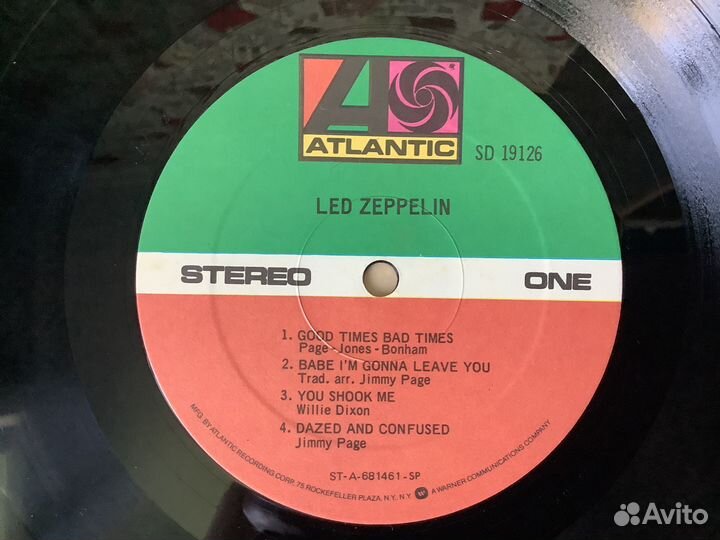 ATLANTIC
SD 19126
LED ZEPPELIN
STEREO
ONE
1. GOOD TIMES BAD TIMES
Page-Jones-Bonham
2. BABE I'M GONNA LEAVE YOU
Trad. arr. Jimmy Page
3. YOU SHOOK ME
Willie Dixon
4. DAZED AND CONFUSED
Jimmy Page
ST-A-681461-SP
MFG. BY ATLANTIC RECORDING CORP. 75 ROCKEFELLER PLAZA, N.Y., N.Y. A WARNER COMMUNICATIONS COMPANY
Avito